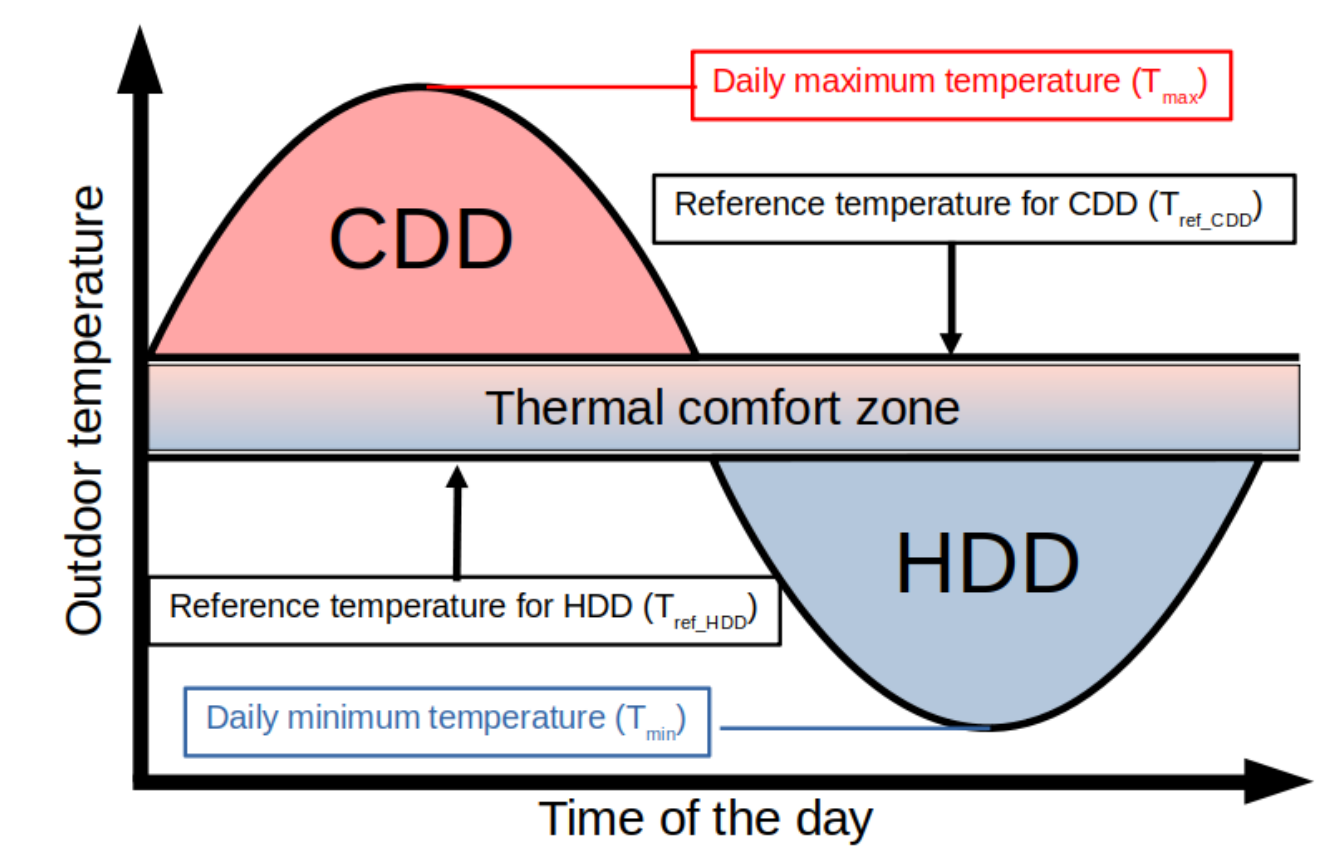 Daily maximum temperature (Tmax)
Reference temperature for CDD (Tref_CDD)
CDD
Outdoor temperature
Thermal comfort zone
HDD
Reference temperature for HDD (Tref_HDD)
Daily minimum temperature (Tmin)
Time of the day